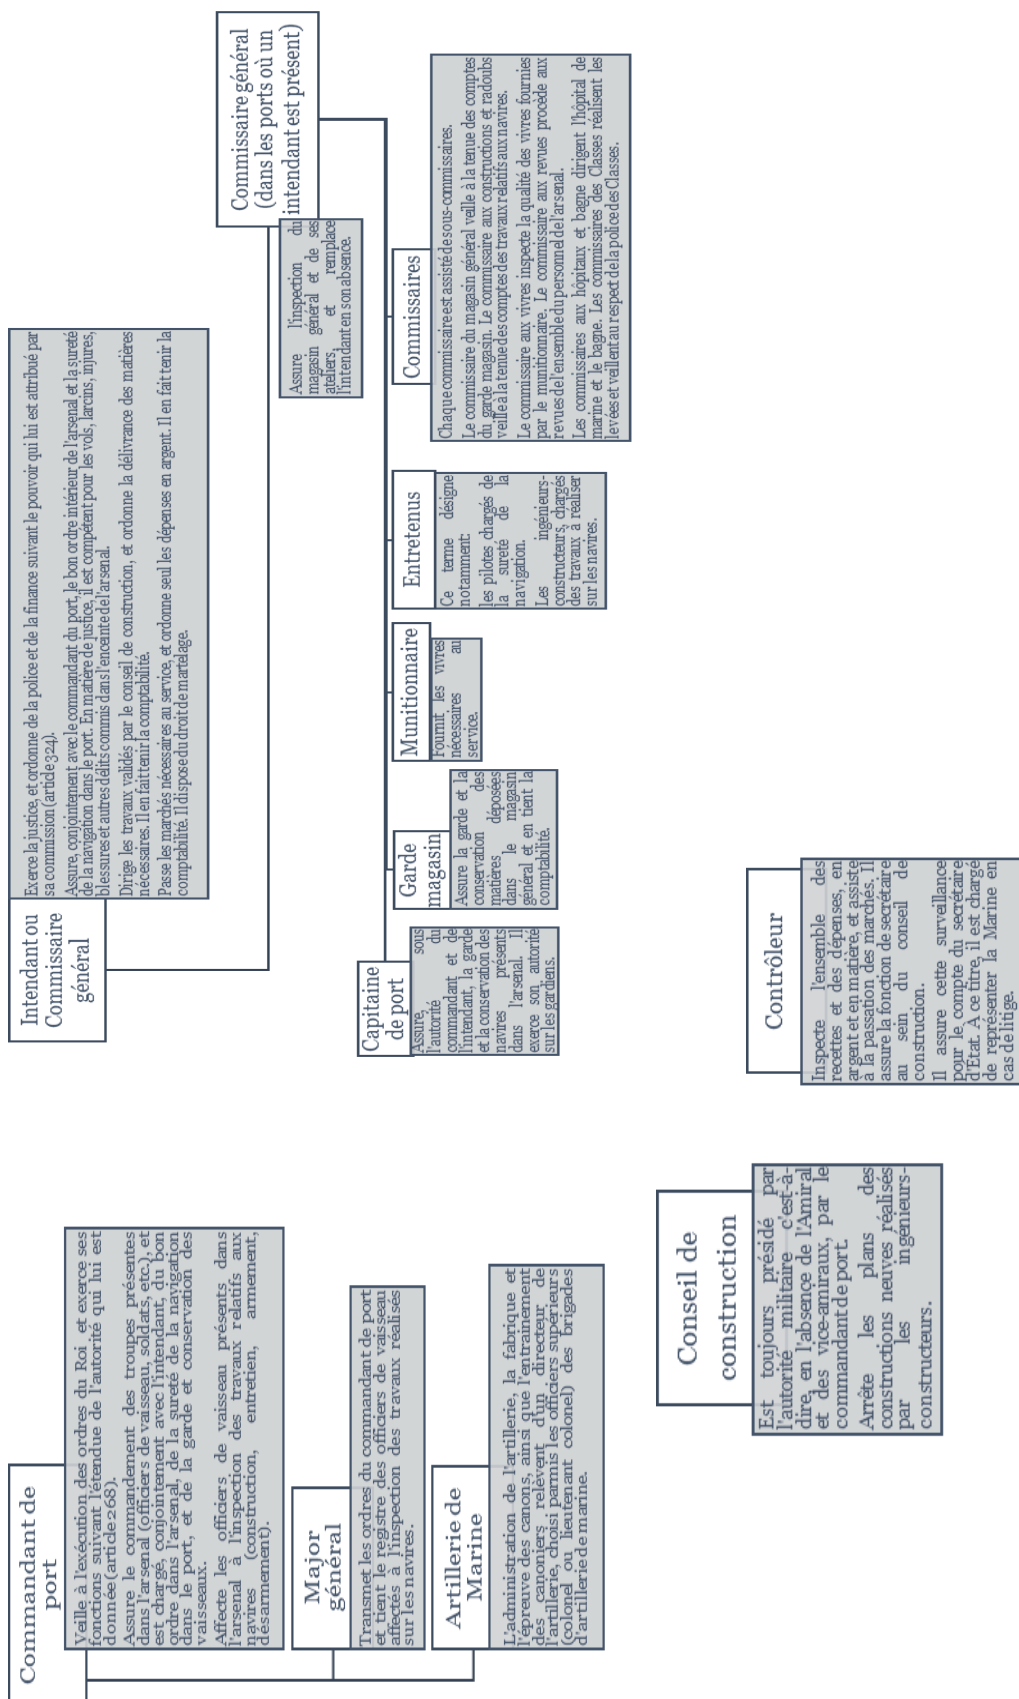 Commandant de
port
Veille à l'exécution des ordres du Roi et exerce ses
fonctions suivant l'étendue de l'autorité qui lui est
donnée (article 268).
Assure le commandement des troupes présentes
dans l'arsenal (officiers de vaisseau, soldats, etc.), et
est chargé, conjointement avec l'intendant, du bon
ordre dans l'arsenal, de la sureté de la navigation
dans le port, et de la garde et conservation des
vaisseaux.
Affecte les officiers de vaisseau présents dans
l'arsenal à l'inspection des travaux relatifs aux
navires (construction, entretien, armement,
désarmement).
Major
général
Transmet les ordres du commandant de port
et tient le registre des officiers de vaisseau
affectés à l'inspection des travaux réalisés
sur les navires.
Artillerie de
Marine
L'administration de l'artillerie, la fabrique et
l'épreuve des canons, ainsi que l'entrainement
des canoniers relèvent d'un directeur de
l'artillerie, choisi parmis les officiers supérieurs
(colonel ou lieutenant colonel) des brigades
d'artillerie de marine.
Conseil de
construction
Est toujours présidé par
l'autorité militaire c'est-à-
dire, en l'absence de l'Amiral
et des vice-amiraux, par le
commandant de port.
Arrête les plans des
constructions neuves réalisés
par les ingénieurs-
constructeurs.
Intendant ou
Commissaire
général
Exerce la justice, et ordonne de la police et de la finance suivant le pouvoir qui lui est attribué par
sa commission (article 324).
Assure, conjointement avec le commandant du port, le bon ordre intérieur de l'arsenal et la sureté
de la navigation dans le port. En matière de justice, il est compétent pour les vols, larcins, injures,
blessures et autres délits commis dans l'enceinte de l'arsenal.
Dirige les travaux validés par le conseil de construction, et ordonne la délivrance des matières
nécessaires. Il en fait tenir la comptabilité.
Passe les marchés nécessaires au service, et ordonne seul les dépenses en argent. Il en fait tenir la
comptabilité. Il dispose du droit de martelage.
Commissaire général
(dans les ports où un
intendant est présent)
Assure l'inspection du
magasin général et de ses
ateliers, et remplace
l'intendant en son absence.
Capitaine
de port
Assure, sous
l'autorité du
commandant et de
l'intendant, la garde
et la conservation des
navires présents
dans l'arsenal. Il
exerce son autorité
sur les gardiens.
Garde
magasin
Assure la garde et la
conservation des
matières déposées
dans le magasin
général et en tient la
comptabilité.
Munitionnaire
Fournit les vivres
nécessaires au
service.
Entretenus
Ce terme désigne
notamment:
les pilotes chargés de
la sureté de la
navigation.
Les ingénieurs-
constructeurs, chargés
des travaux à réaliser
sur les navires.
Commissaires
Chaque commissaire est assisté de sous-commissaires.
Le commissaire du magasin général veille à la tenue des comptes
du garde magasin. Le commissaire aux constructions et radoubs
veille à la tenue des comptes des travaux relatifs aux navires.
Le commissaire aux vivres inspecte la qualité des vivres fournies
par le munitionnaire. Le commissaire aux revues procède aux
revues de l'ensemble du personnel de l'arsenal.
Les commissaires aux hôpitaux et bagne dirigent l'hôpital de
marine et le bagne. Les commissaires des Classes réalisent les
levées et veillent au respect de la police des Classes.
Contrôleur
Inspecte l'ensemble des
recettes et des dépenses, en
argent et en matière, et assiste
à la passation des marchés. Il
assure la fonction de secrétaire
au sein du conseil de
construction.
Il assure cette surveillance
pour le compte du secrétaire
d'État. À ce titre, il est chargé
de représenter la Marine en
cas de litige.